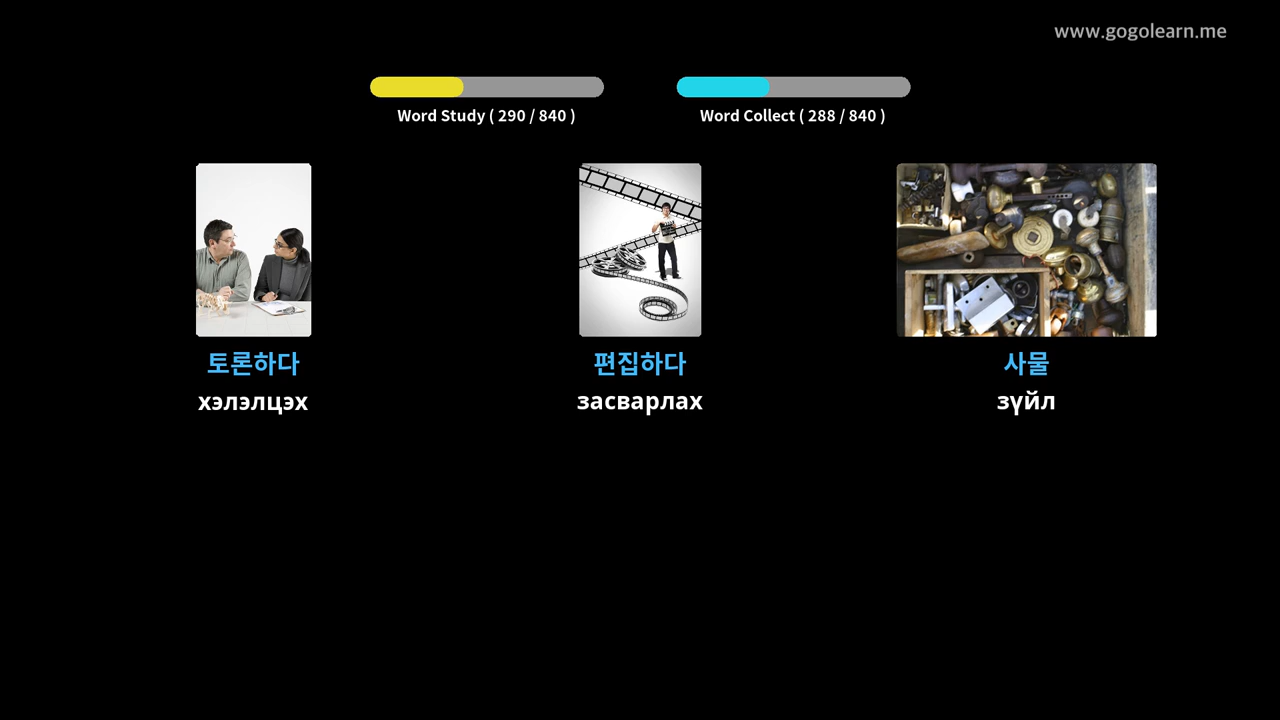 www.gogolearn.me
Word Study ( 290 / 840 )
Word Collect ( 288 / 840 )
토론하다
хэлэлцэх
편집하다
засварлах
사물
зүйл